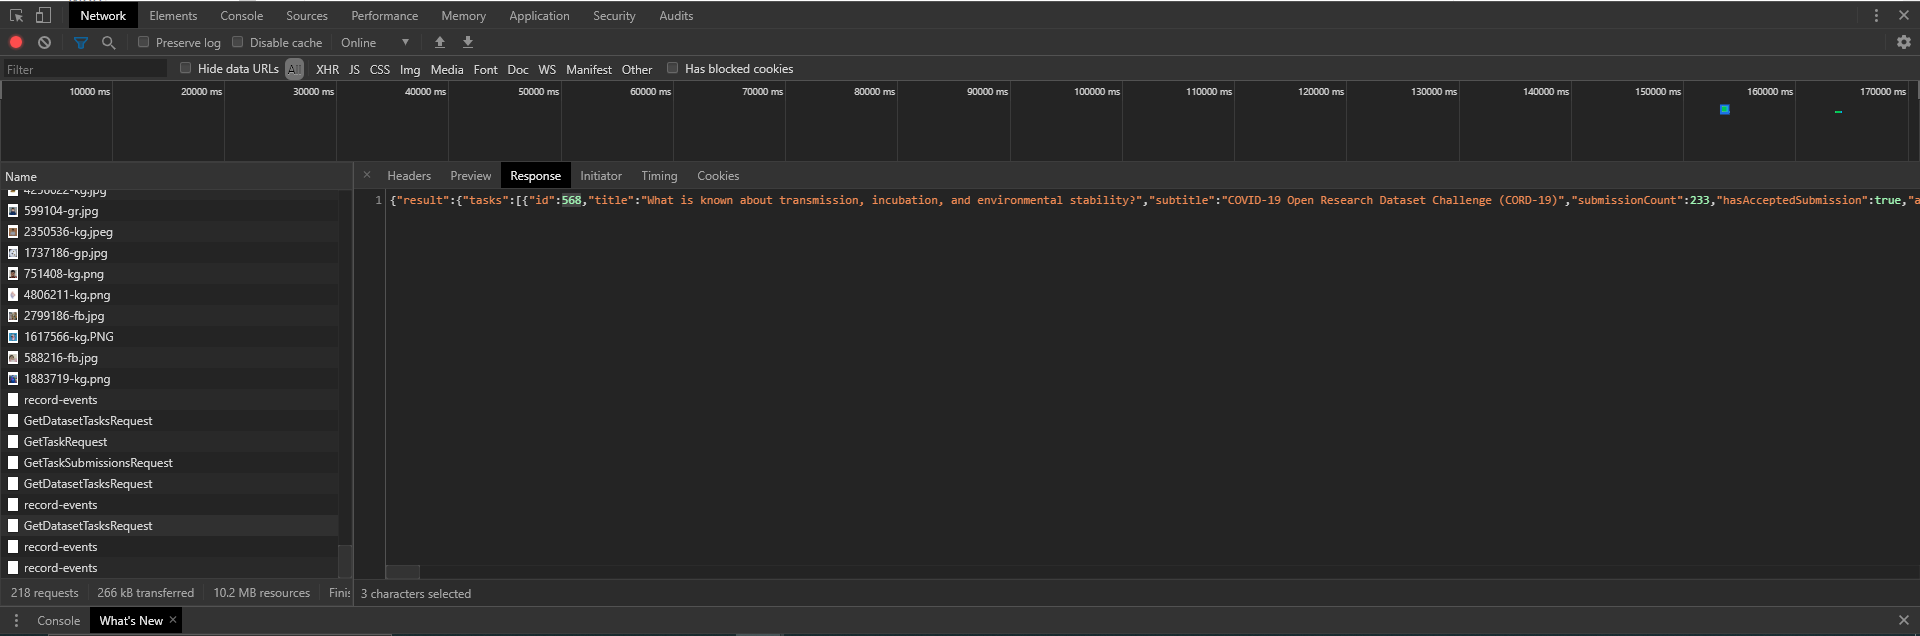 Network Elements Console Sources Performance Memory Application Security Audits
Preserve log Disable cache Online
Filter Hide data URLs All XHR JS CSS Img Media Font Doc WS Manifest Other Has blocked cookies
10000 ms 20000 ms 30000 ms 40000 ms 50000 ms 60000 ms 70000 ms 80000 ms 90000 ms 100000 ms 110000 ms 120000 ms 130000 ms 140000 ms 150000 ms 160000 ms 170000 ms
Name
4256622-kg.jpg
599104-gr.jpg
2350536-kg.jpeg
1737186-gp.jpg
751408-kg.png
4806211-kg.png
2799186-fb.jpg
1617566-kg.PNG
588216-fb.jpg
1883719-kg.png
record-events
GetDatasetTasksRequest
GetTaskRequest
GetTaskSubmissionsRequest
GetDatasetTasksRequest
record-events
GetDatasetTasksRequest
record-events
record-events
218 requests 266 kB transferred 10.2 MB resources Finis
× Headers Preview Response Initiator Timing Cookies
1 {"result":{"tasks":[{"id":568,"title":"What is known about transmission, incubation, and environmental stability?","subtitle":"COVID-19 Open Research Dataset Challenge (CORD-19)","submissionCount":233,"hasAcceptedSubmission":true,"a
3 characters selected
Console What's New ×